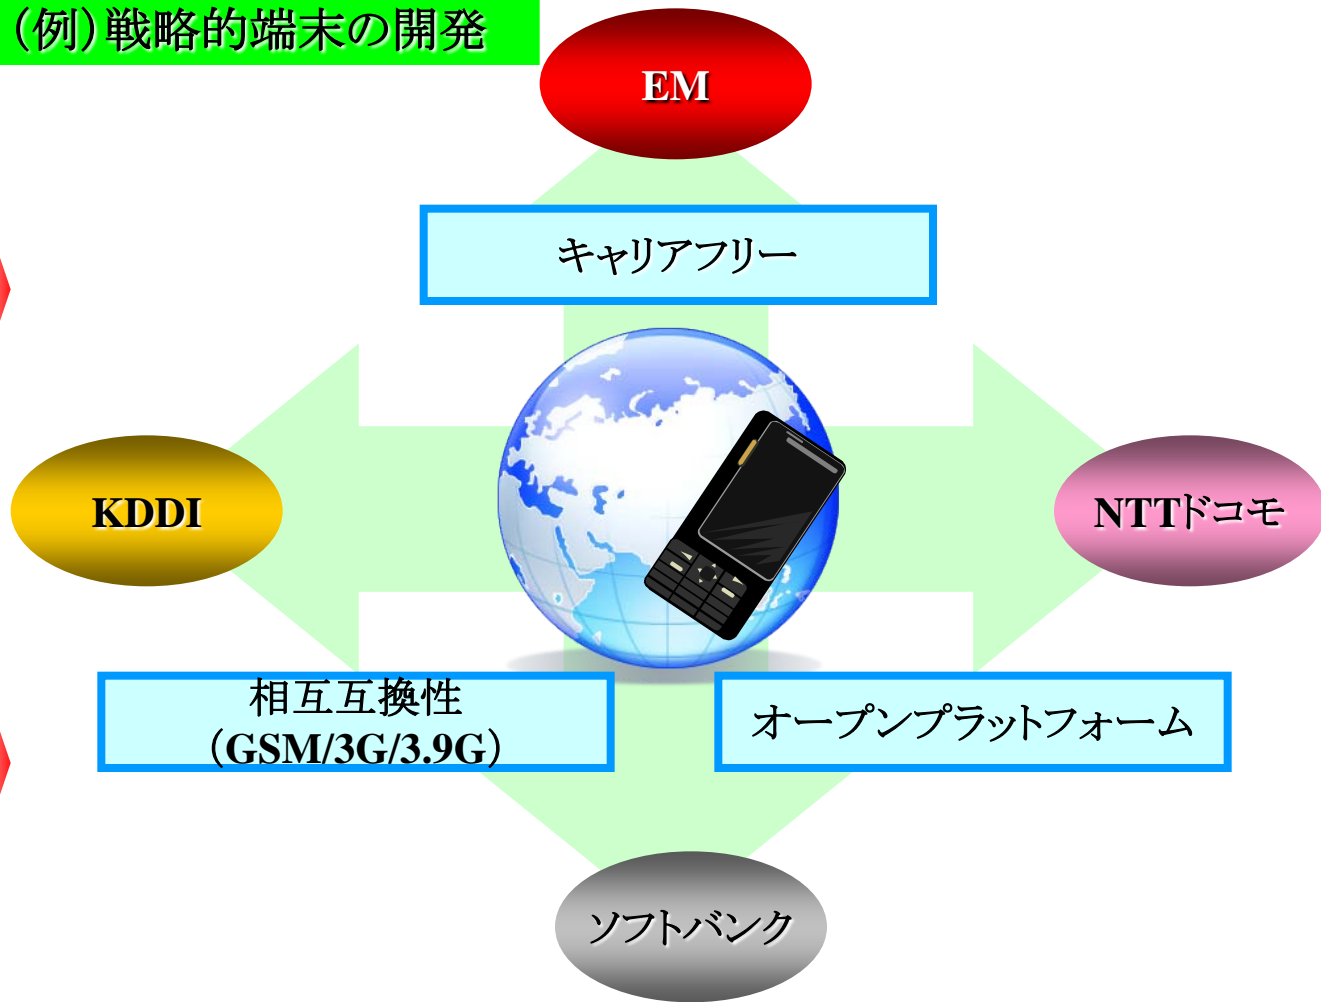 （例）戦略的端末の開発
EM
キャリアフリー
KDDI
NTTドコモ
相互互換性
（GSM/3G/3.9G）
オープンプラットフォーム
ソフトバンク